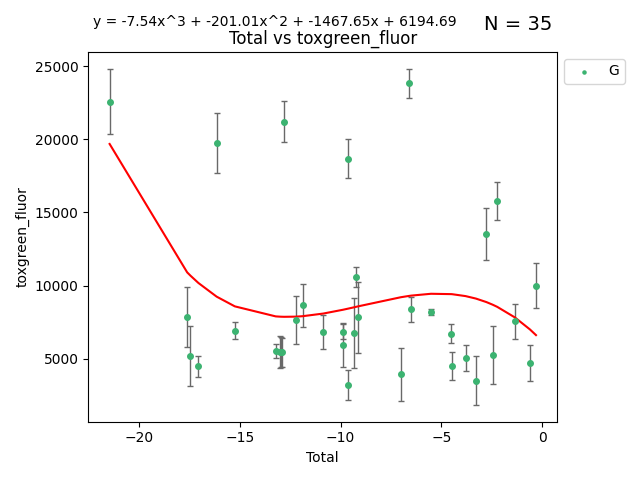 y = -7.54x^3 + -201.01x^2 + -1467.65x + 6194.69
N = 35
Total vs toxgreen_fluor
G
25000
20000
15000
10000
5000
toxgreen_fluor
−20 −15 −10 −5 0
Total